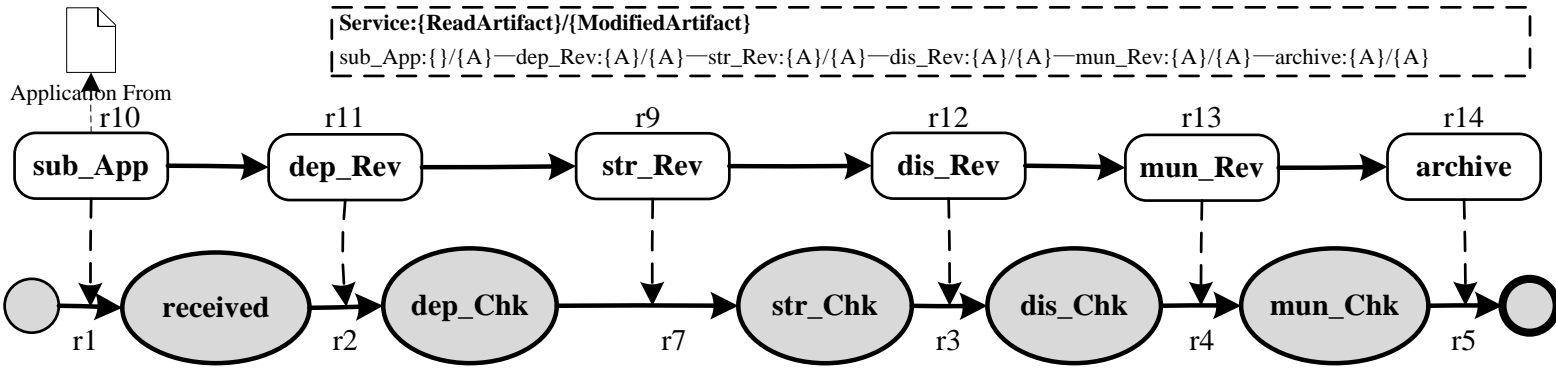 Service:{ReadArtifact}/{ModifiedArtifact}
sub_App:{}/{A}—dep_Rev:{A}/{A}—str_Rev:{A}/{A}—dis_Rev:{A}/{A}—mun_Rev:{A}/{A}—archive:{A}/{A}
Application From
r10 r11 r9 r12 r13 r14
sub_App dep_Rev str_Rev dis_Rev mun_Rev archive
received dep_Chk str_Chk dis_Chk mun_Chk
r1 r2 r7 r3 r4 r5